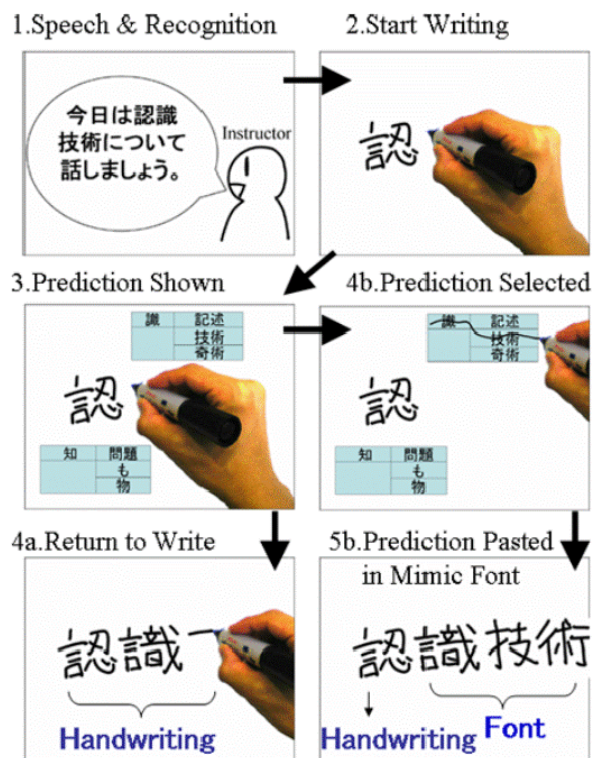 1.Speech & Recognition
今日は認識
技術について
話しましょう。
Instructor
2.Start Writing
認
3.Prediction Shown
識 記述
技術
奇術
認
知 問題
も
物
4b.Prediction Selected
識 記述
技術
奇術
認
知 問題
も
物
4a.Return to Write
認識
Handwriting
5b.Prediction Pasted
in Mimic Font
認識技術
Handwriting Font